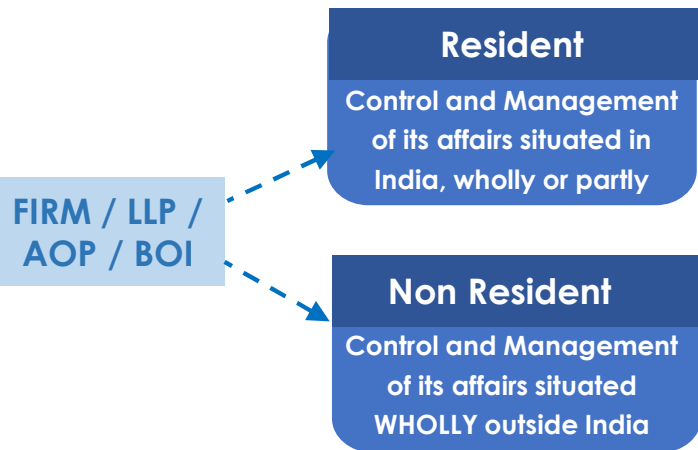 Resident
Control and Management
of its affairs situated in
India, wholly or partly
FIRM / LLP /
AOP / BOI
Non Resident
Control and Management
of its affairs situated
WHOLLY outside India